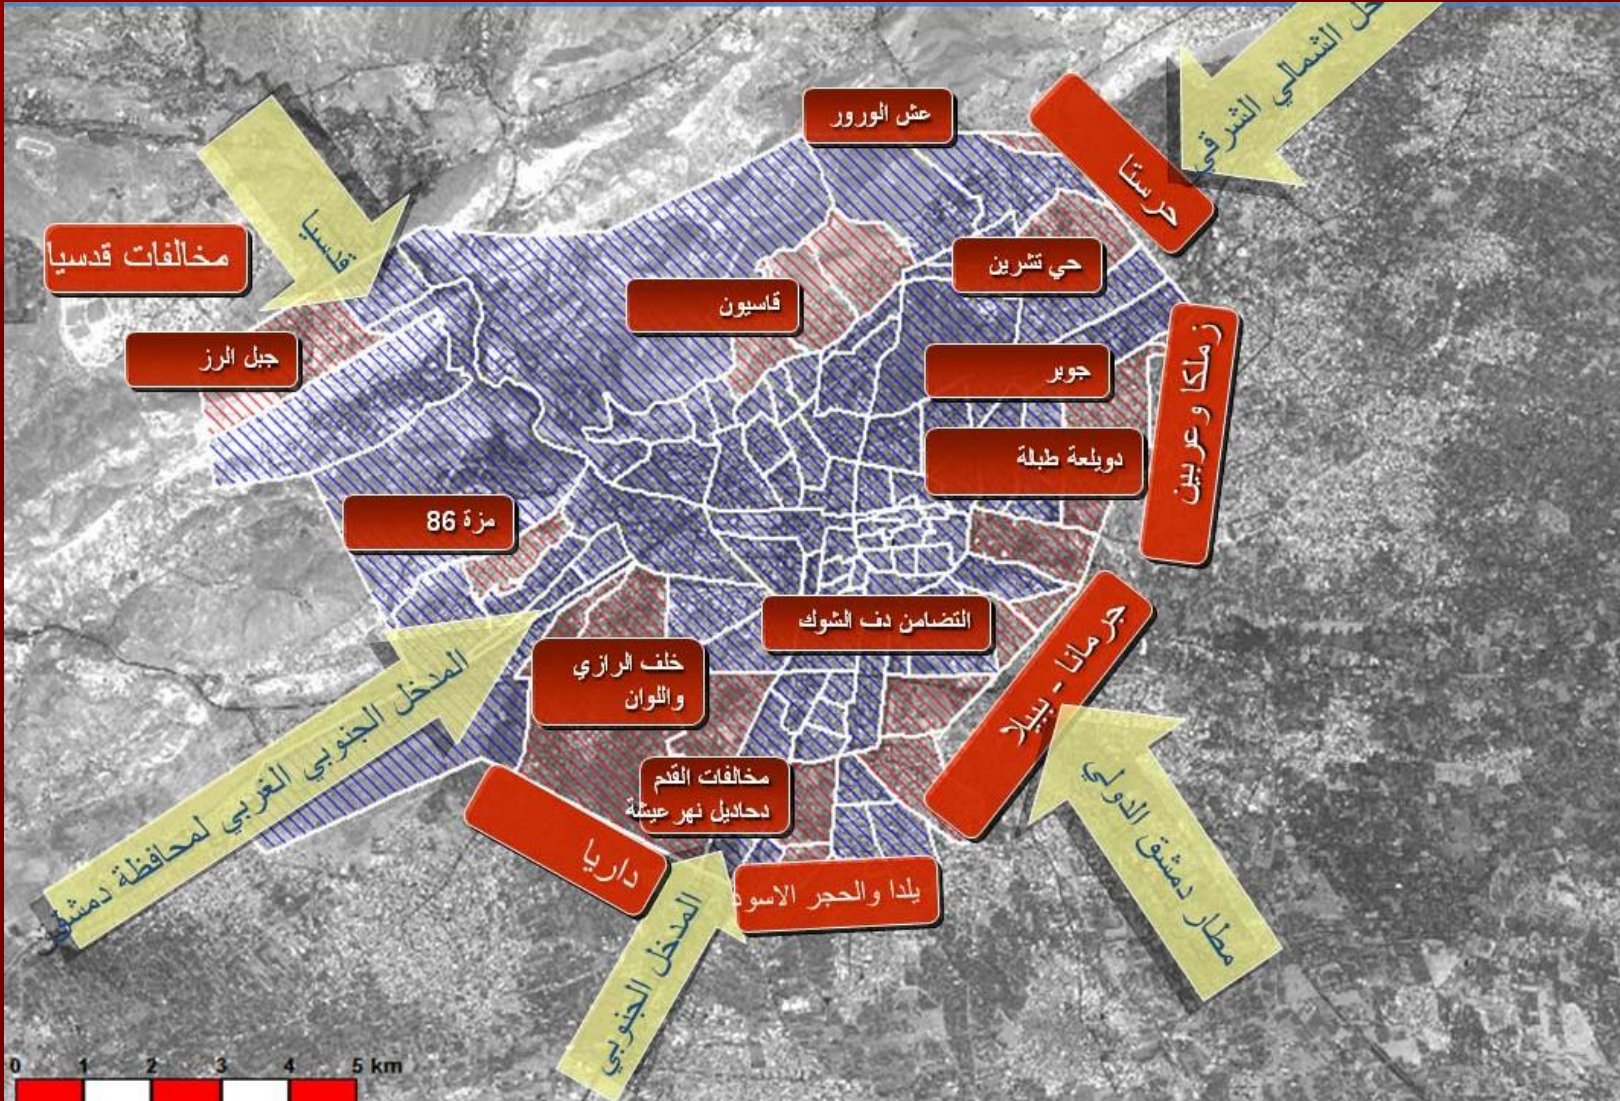 عش الورور
حرستا
خل الشمالي الشرقي
قدسيا
مخالفات قدسيا
حي تشرين
قاسيون
جبل الرز
جوبر
زملكا وعربين
دويلعة طبالة
مزة 86
التضامن دف الشوك
جرمانا - ببيلا
خلف الرازي
واللوان
المدخل الجنوبي الغربي لمحافظة دمشق
مخالفات القدم
دحاديل نهر عيشة
مطار دمشق الدولي
داريا
يلدا والحجر الاسود
المدخل الجنوبي
0 1 2 3 4 5 km